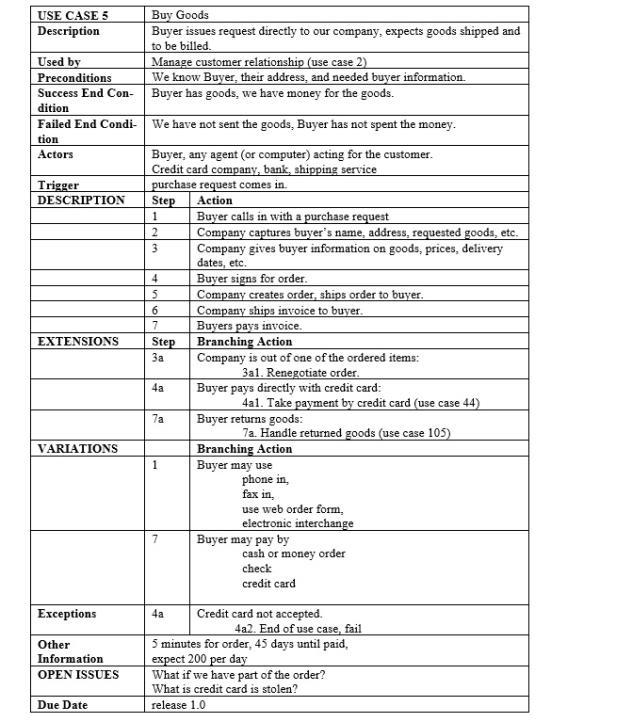 USE CASE 5 Buy Goods
Description Buyer issues request directly to our company, expects goods shipped and
to be billed.
Used by Manage customer relationship (use case 2)
Preconditions We know Buyer, their address, and needed buyer information.
Success End Con- Buyer has goods, we have money for the goods.
dition
Failed End Condi- We have not sent the goods, Buyer has not spent the money.
tion
Actors Buyer, any agent (or computer) acting for the customer.
Credit card company, bank, shipping service
Trigger purchase request comes in.
DESCRIPTION Step Action
1 Buyer calls in with a purchase request
2 Company captures buyer's name, address, requested goods, etc.
3 Company gives buyer information on goods, prices, delivery
dates, etc.
4 Buyer signs for order.
5 Company creates order, ships order to buyer.
6 Company ships invoice to buyer.
7 Buyers pays invoice.
EXTENSIONS Step Branching Action
3a Company is out of one of the ordered items:
3a1. Renegotiate order.
4a Buyer pays directly with credit card:
4a1. Take payment by credit card (use case 44)
7a Buyer returns goods:
7a. Handle returned goods (use case 105)
VARIATIONS Branching Action
1 Buyer may use
phone in,
fax in,
use web order form,
electronic interchange
7 Buyer may pay by
cash or money order
check
credit card
Exceptions 4a Credit card not accepted.
4a2. End of use case, fail
Other 5 minutes for order, 45 days until paid,
Information expect 200 per day
OPEN ISSUES What if we have part of the order?
What is credit card is stolen?
Due Date release 1.0